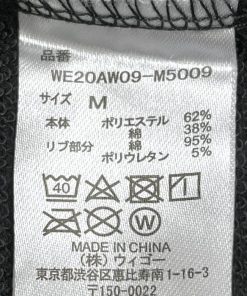 品番
WE20AW09-M5009
サイズ M
本体 ポリエステル 62%
綿 38%
リブ部分 綿 95%
ポリウレタン 5%
40
W
MADE IN CHINA
(株) ウィゴー
東京都渋谷区恵比寿南1-16-3
〒150-0022